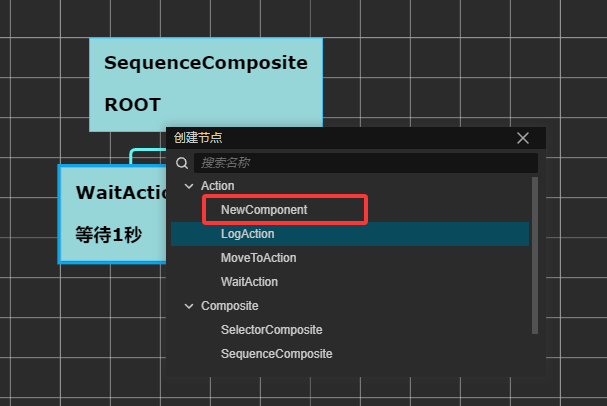 SequenceComposite
ROOT
创建节点
搜索名称
WaitActio
等待1秒
Action
NewComponent
LogAction
MoveToAction
WaitAction
Composite
SelectorComposite
SequenceComposite